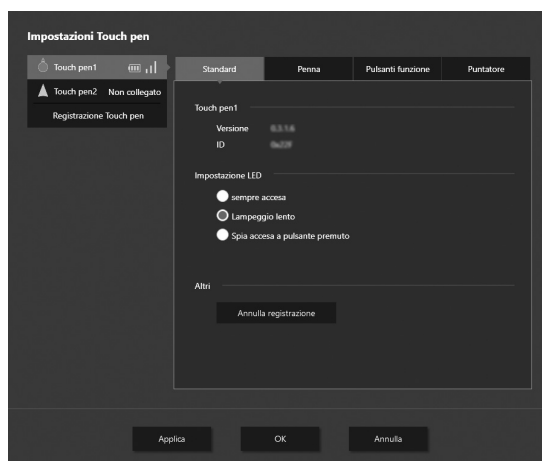 Impostazioni Touch pen
Touch pen1
Touch pen2 Non collegato
Registrazione Touch pen
Standard Penna Pulsanti funzione Puntatore
Touch pen1
Versione
ID
Impostazione LED
sempre accesa
Lampeggio lento
Spia accesa a pulsante premuto
Altri
Annulla registrazione
Applica OK Annulla